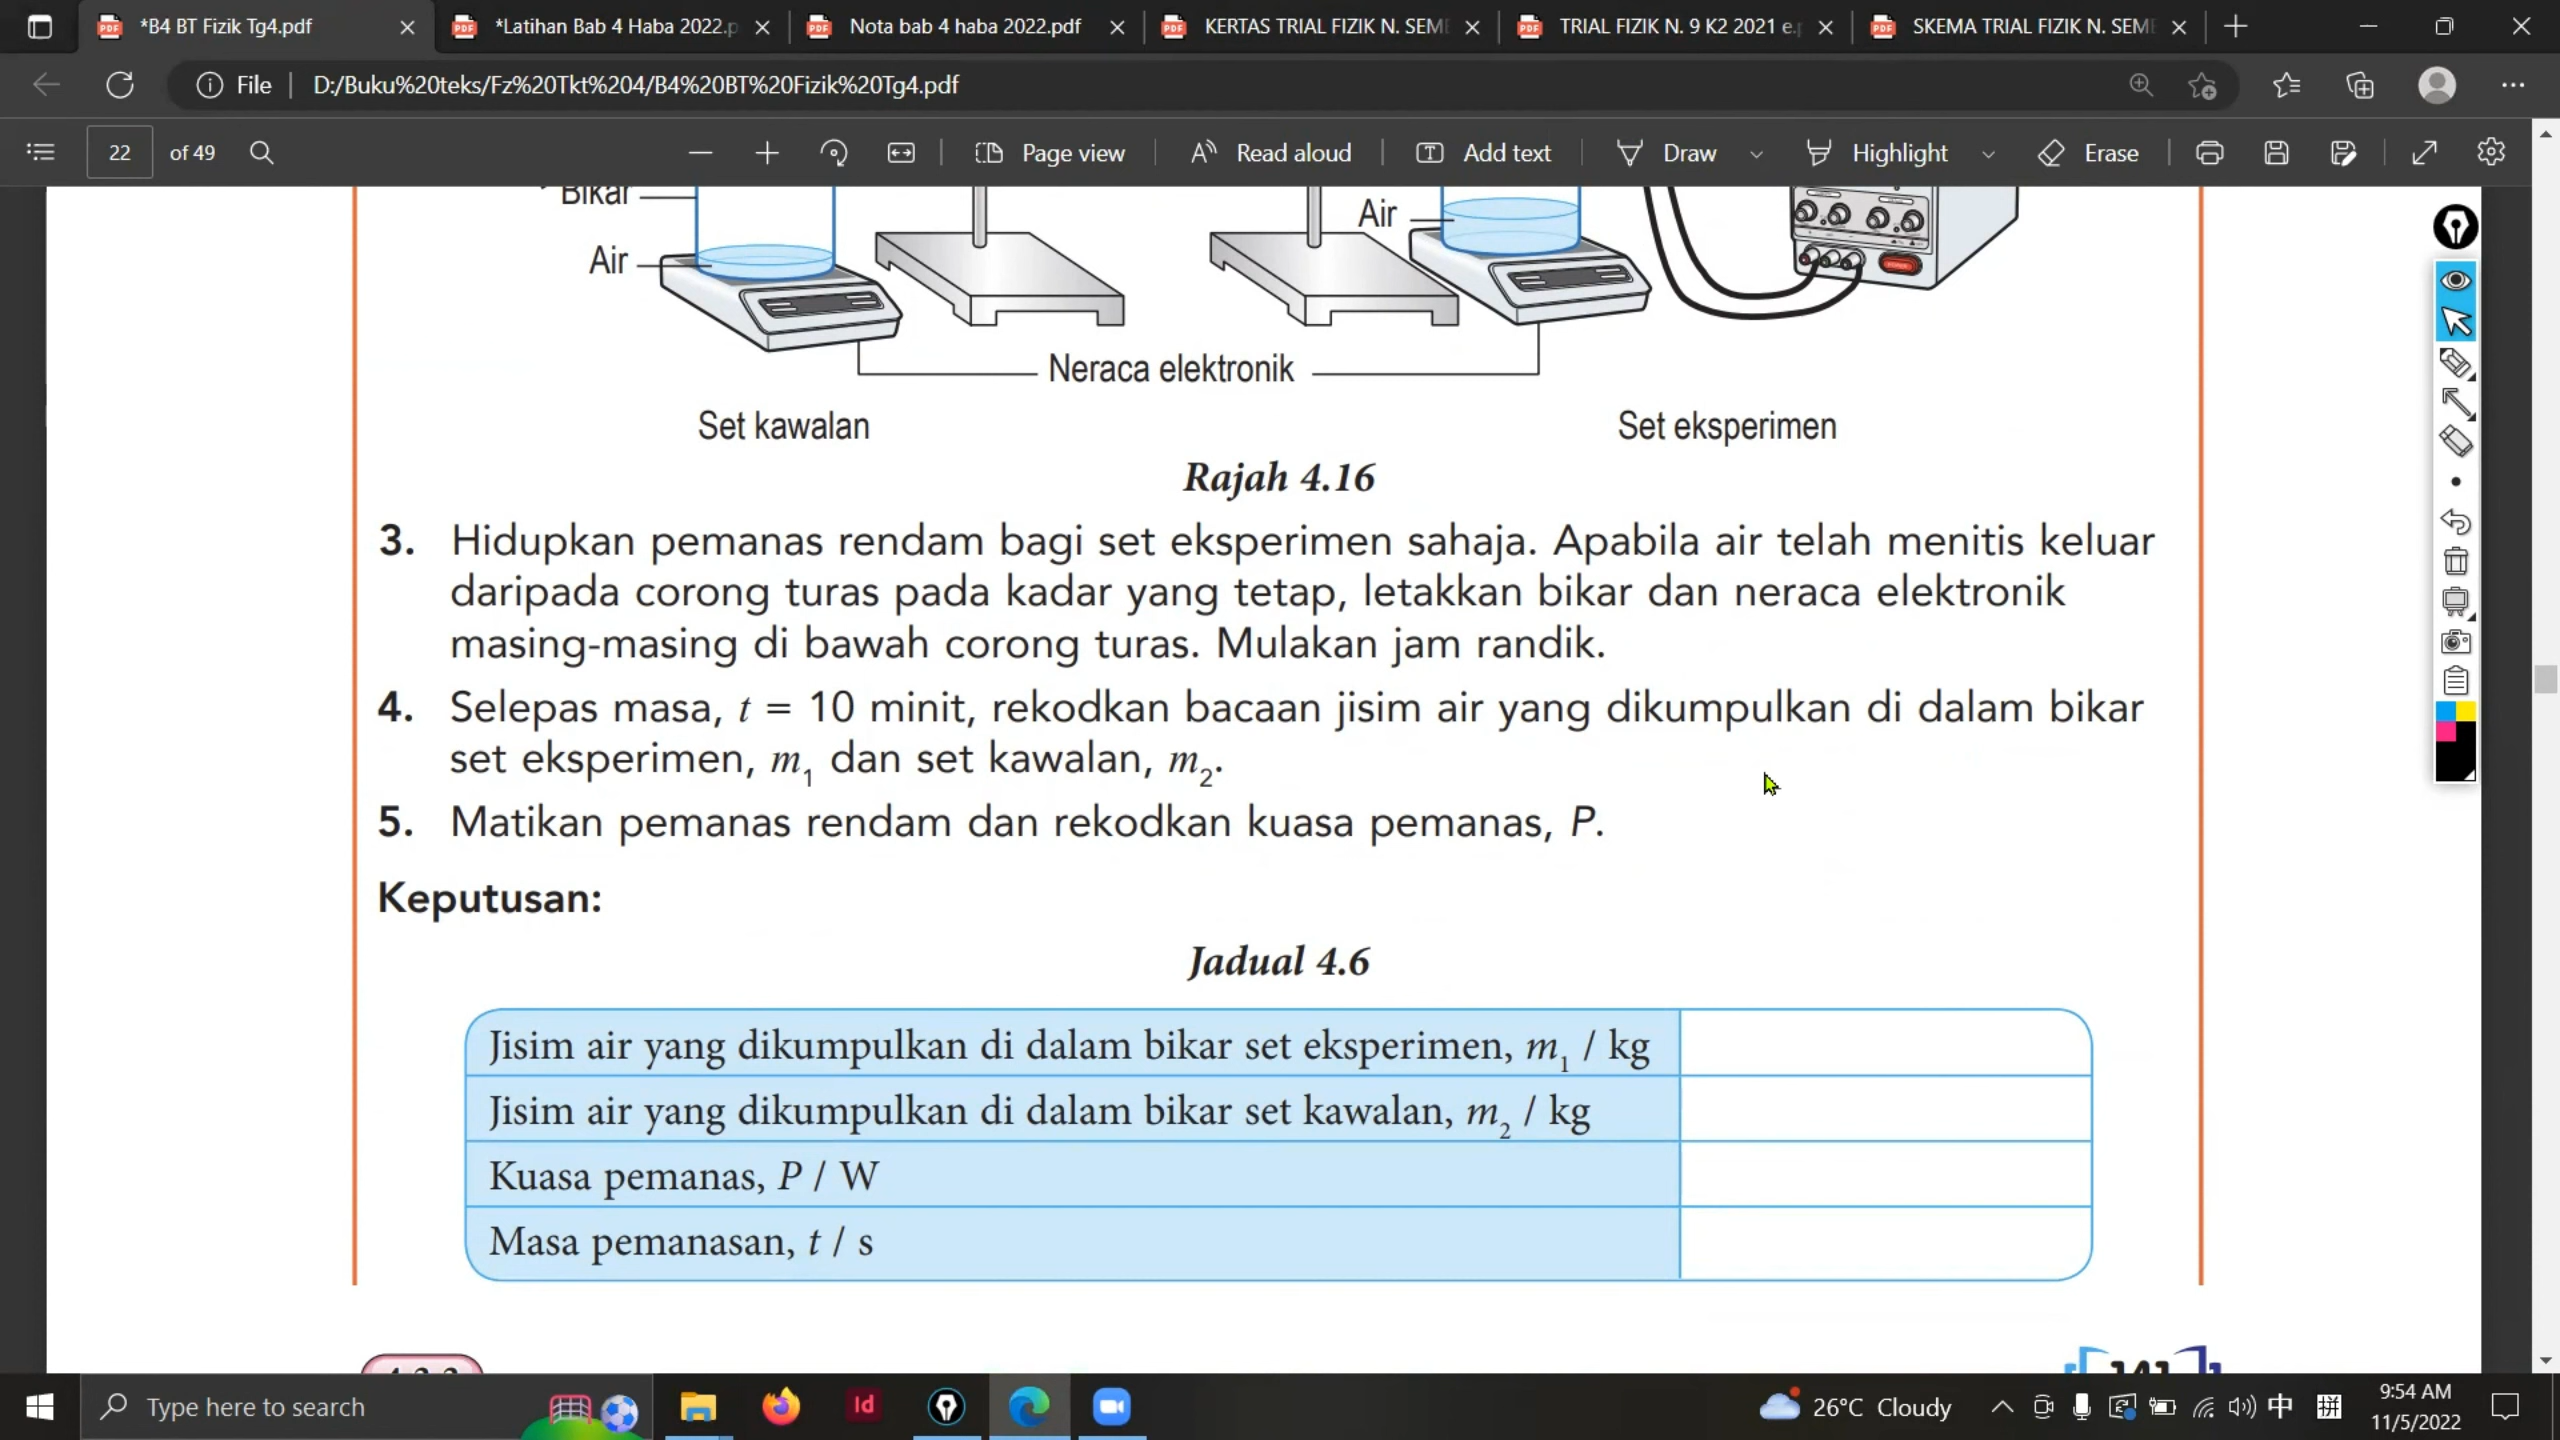 *B4 BT Fizik Tg4.pdf
*Latihan Bab 4 Haba 2022.p
Nota bab 4 haba 2022.pdf
KERTAS TRIAL FIZIK N. SEMB
TRIAL FIZIK N. 9 K2 2021 e.p
SKEMA TRIAL FIZIK N. SEMB
File
D:/Buku%20teks/Fz%20Tkt%204/B4%20BT%20Fizik%20Tg4.pdf
22 of 49
Page view
Read aloud
Add text
Draw
Highlight
Erase
Bikar
Air
Air
Neraca elektronik
Set kawalan
Set eksperimen
Rajah 4.16
3. Hidupkan pemanas rendam bagi set eksperimen sahaja. Apabila air telah menitis keluar
daripada corong turas pada kadar yang tetap, letakkan bikar dan neraca elektronik
masing-masing di bawah corong turas. Mulakan jam randik.
4. Selepas masa, t = 10 minit, rekodkan bacaan jisim air yang dikumpulkan di dalam bikar
set eksperimen, m₁ dan set kawalan, m₂.
5. Matikan pemanas rendam dan rekodkan kuasa pemanas, P.
Keputusan:
Jadual 4.6
Jisim air yang dikumpulkan di dalam bikar set eksperimen, m₁ / kg
Jisim air yang dikumpulkan di dalam bikar set kawalan, m₂ / kg
Kuasa pemanas, P / W
Masa pemanasan, t / s
Type here to search
Id
26°C Cloudy
中
拼
9:54 AM
11/5/2022